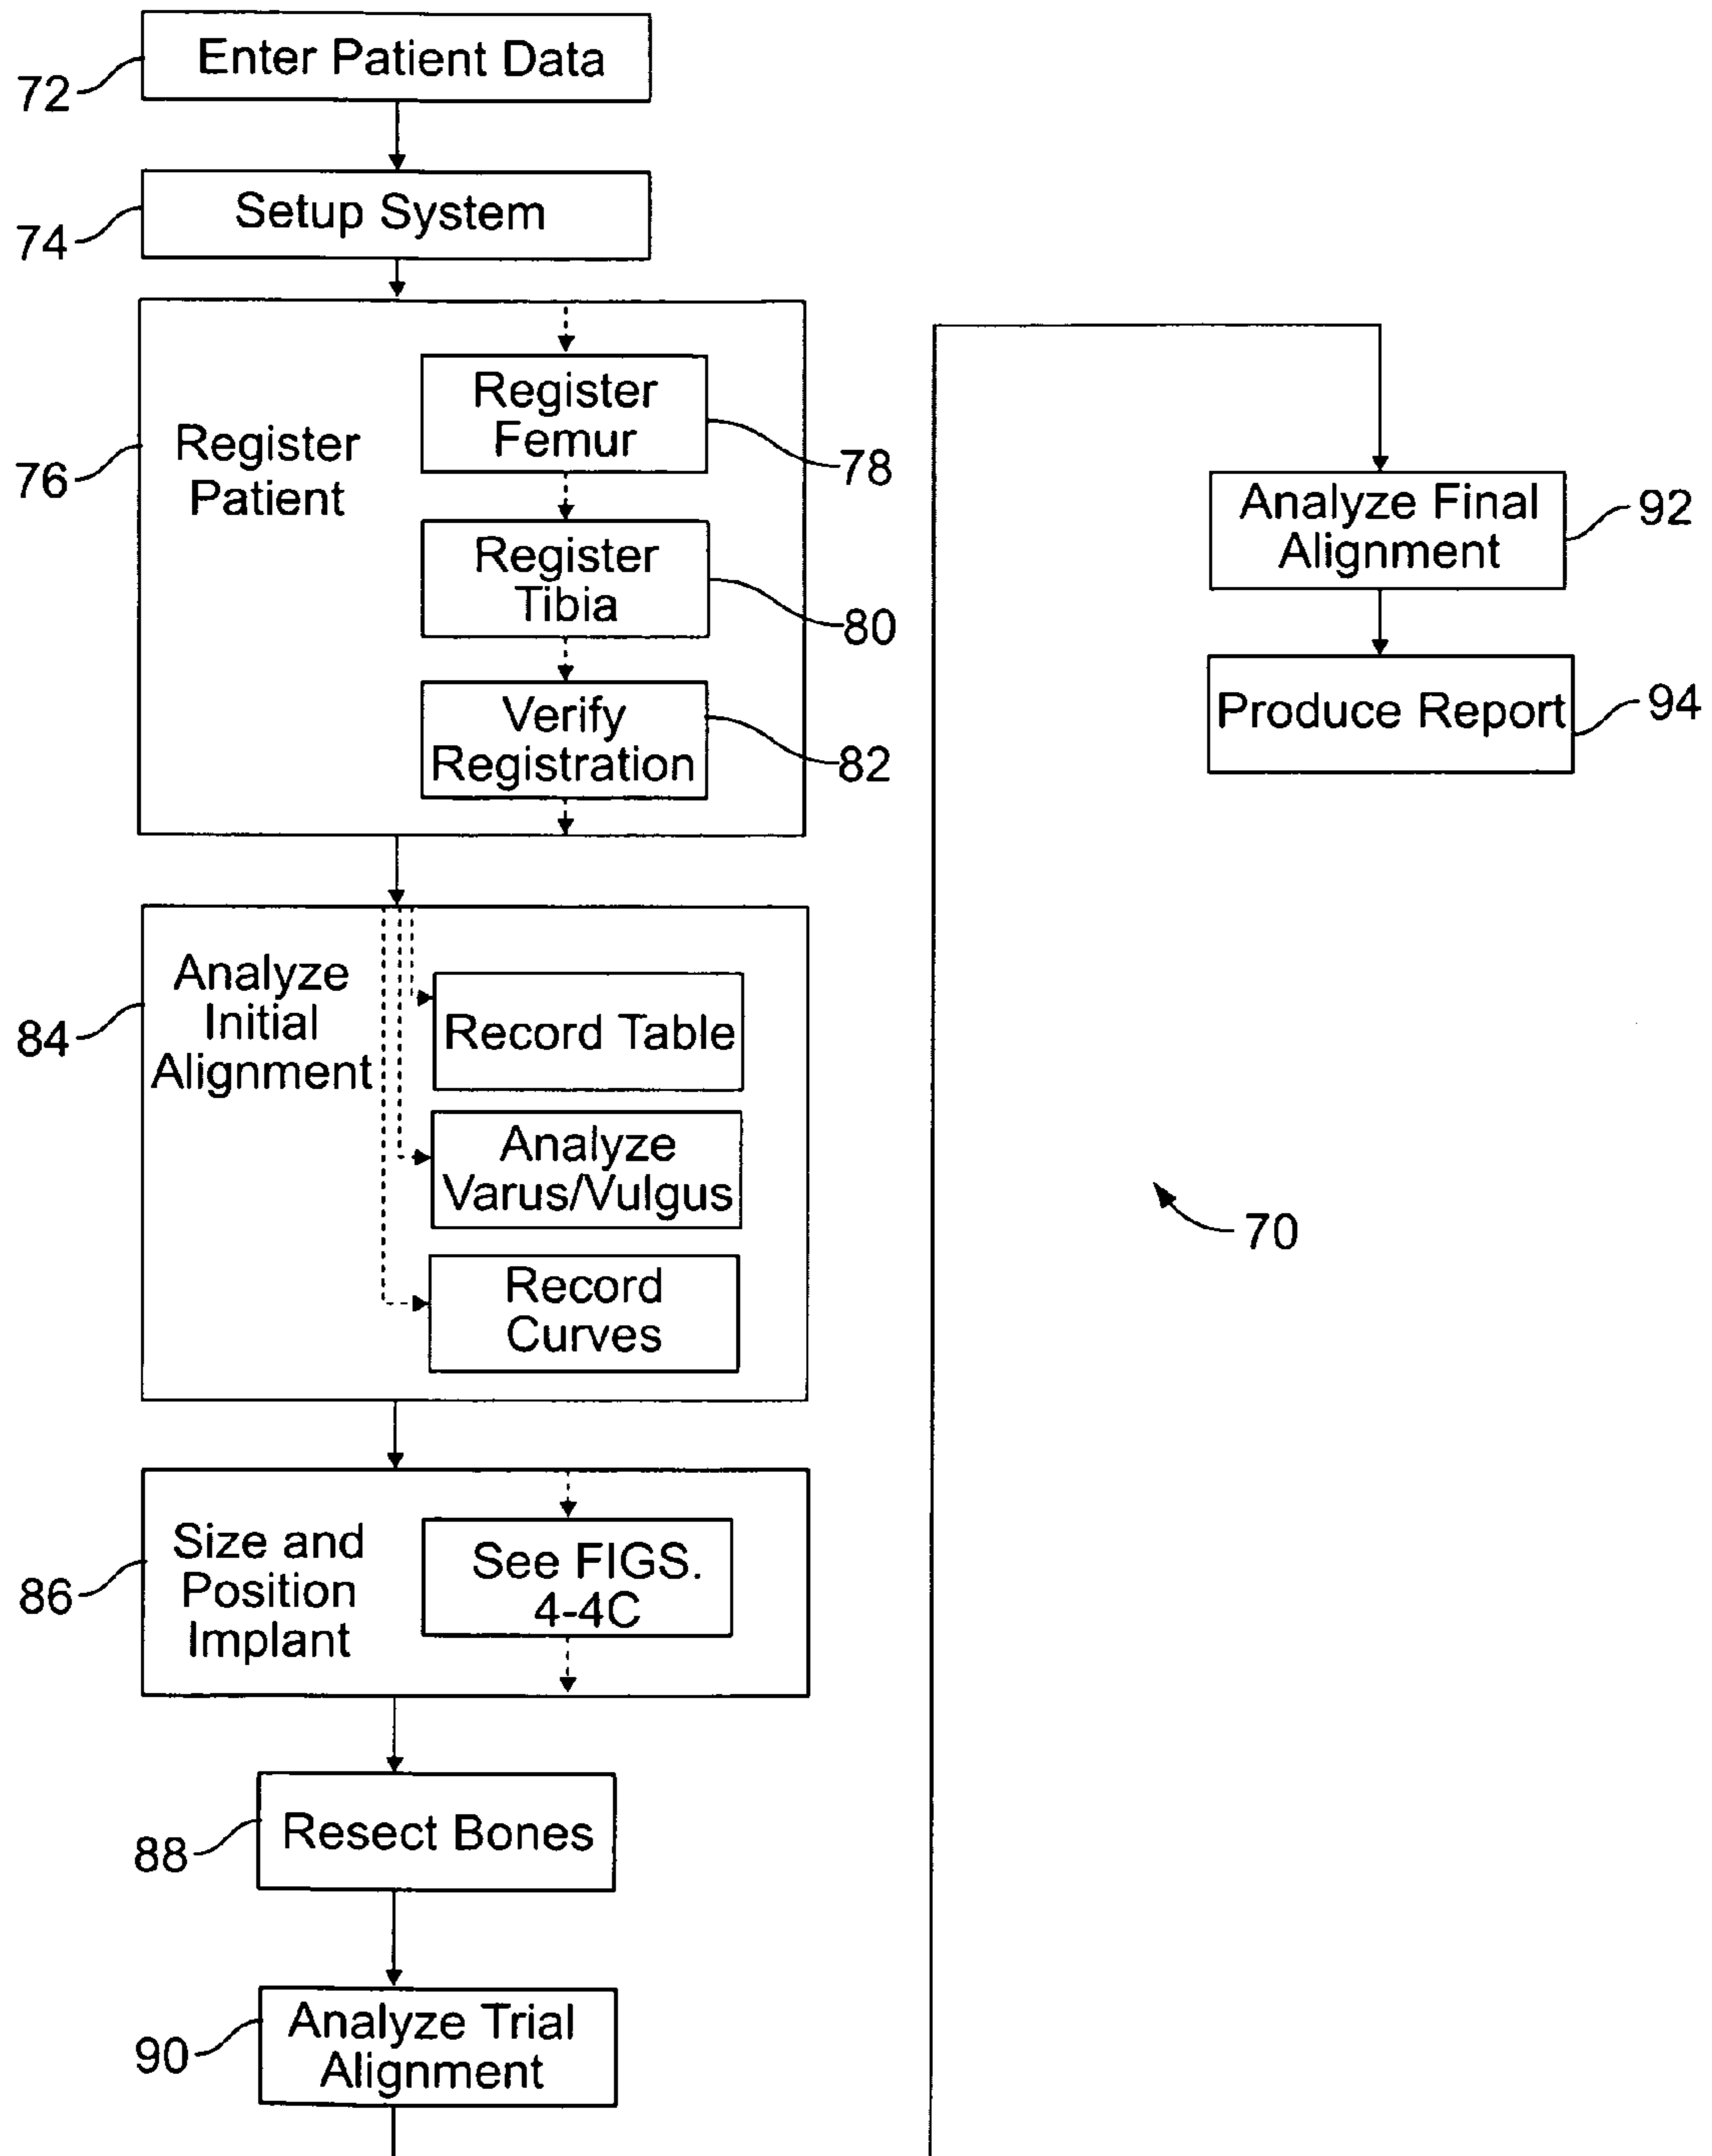 Enter Patient Data
72
Setup System
74
Register
Patient
76
Register
Femur
78
Register
Tibia
80
Verify
Registration
82
Analyze
Initial
Alignment
84
Record Table
Analyze
Varus/Vulgus
Record
Curves
Size and
Position
Implant
86
See FIGS.
4-4C
Resect Bones
88
Analyze Trial
Alignment
90
Analyze Final
Alignment
92
Produce Report
94
70